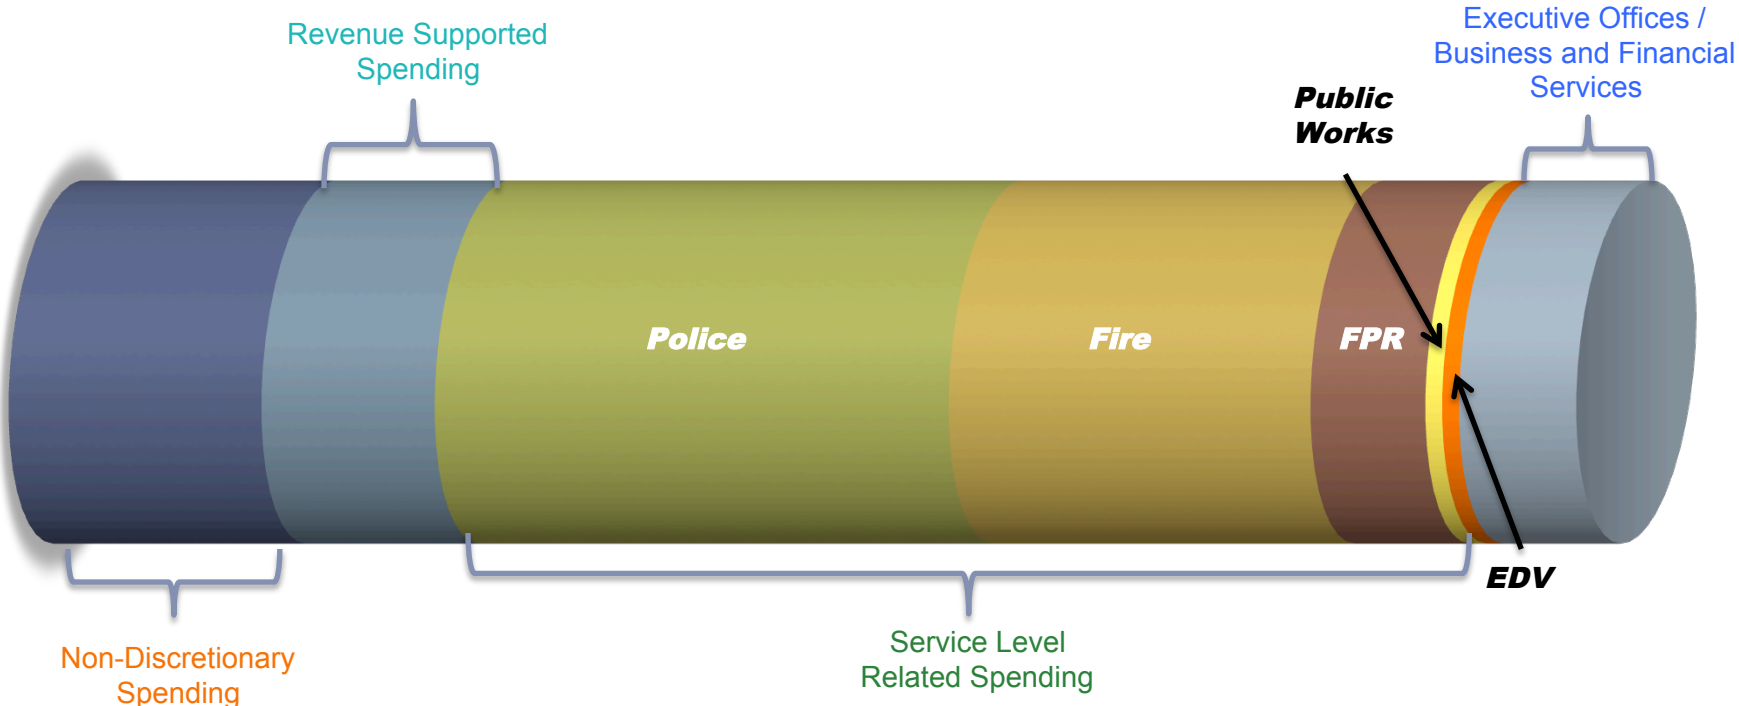 Revenue Supported
Spending
Executive Offices /
Business and Financial
Services
Public
Works
Police
Fire
FPR
EDV
Non-Discretionary
Spending
Service Level
Related Spending